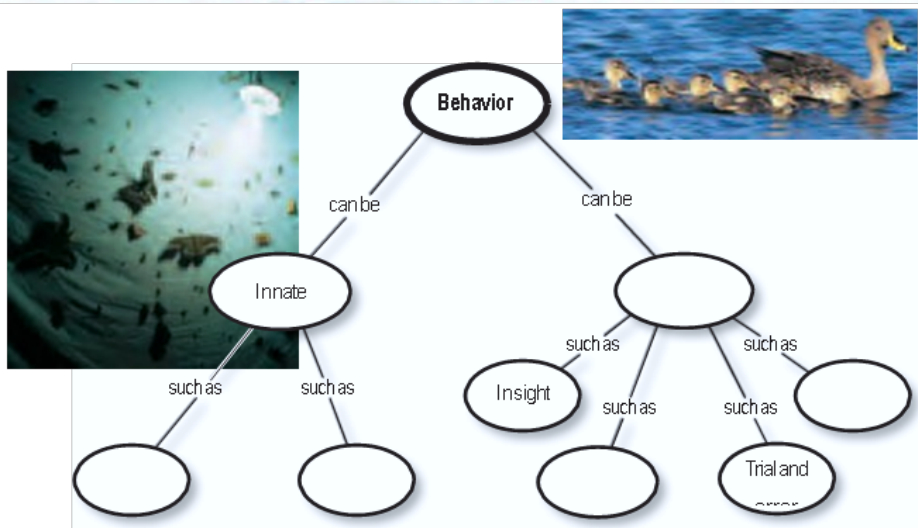 Behavior
can be
can be
Innate
such as
such as
such as
such as
Insight
such as
such as
Trial and
error